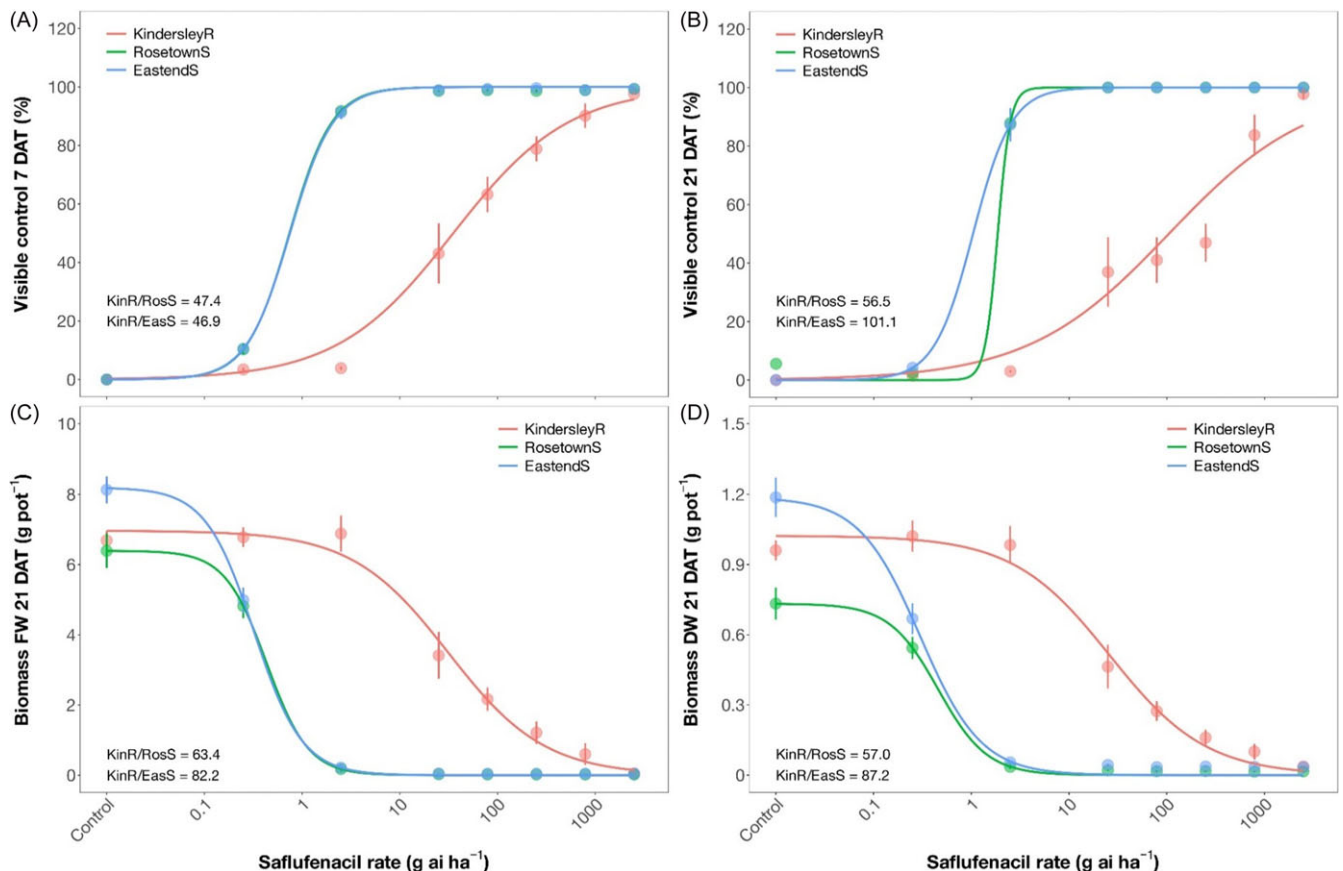 (A)
120
100
80
60
40
20
0
Visible control 7 DAT (%)
KindersleyR
RosetownS
EastendS
KinR/RosS = 47.4
KinR/EasS = 46.9
(B)
120
100
80
60
40
20
0
Visible control 21 DAT (%)
KindersleyR
RosetownS
EastendS
KinR/RosS = 56.5
KinR/EasS = 101.1
(C)
10
8
6
4
2
0
Biomass FW 21 DAT (g pot⁻¹)
KindersleyR
RosetownS
EastendS
KinR/RosS = 63.4
KinR/EasS = 82.2
Control
0.1
1
10
100
1000
Saflufenacil rate (g ai ha⁻¹)
(D)
1.5
1.2
0.9
0.6
0.3
0.0
Biomass DW 21 DAT (g pot⁻¹)
KindersleyR
RosetownS
EastendS
KinR/RosS = 57.0
KinR/EasS = 87.2
Control
0.1
1
10
100
1000
Saflufenacil rate (g ai ha⁻¹)